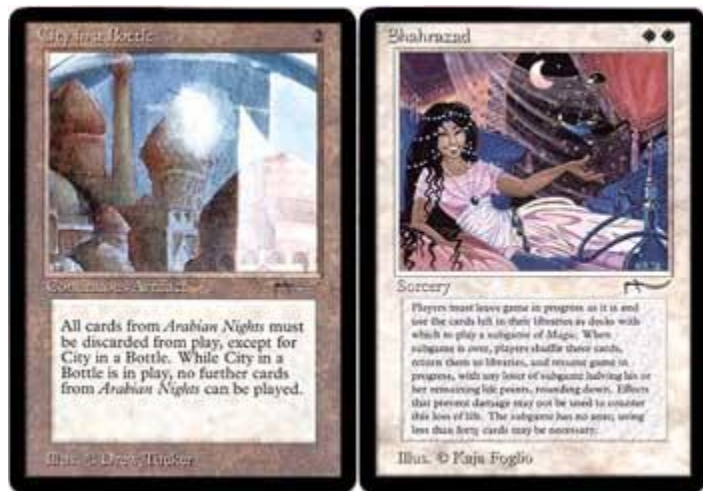 City in a Bottle 2
Continuous Artifact
All cards from Arabian Nights must
be discarded from play, except for
City in a Bottle. While City in a
Bottle is in play, no further cards
from Arabian Nights can be played.
Illus. © Drew Tucker
Shahrazad
Sorcery
Players must leave game in progress as it is and
use the cards left in their libraries as decks with
which to play a subgame of Magic. When
subgame is over, players shuffle these cards,
return them to libraries, and resume game in
progress, with any loser of subgame halving his or
her remaining life points, rounding down. Effects
that prevent damage may not be used to counter
this loss of life. The subgame has no ante; using
less than forty cards may be necessary.
Illus. © Kaja Foglio